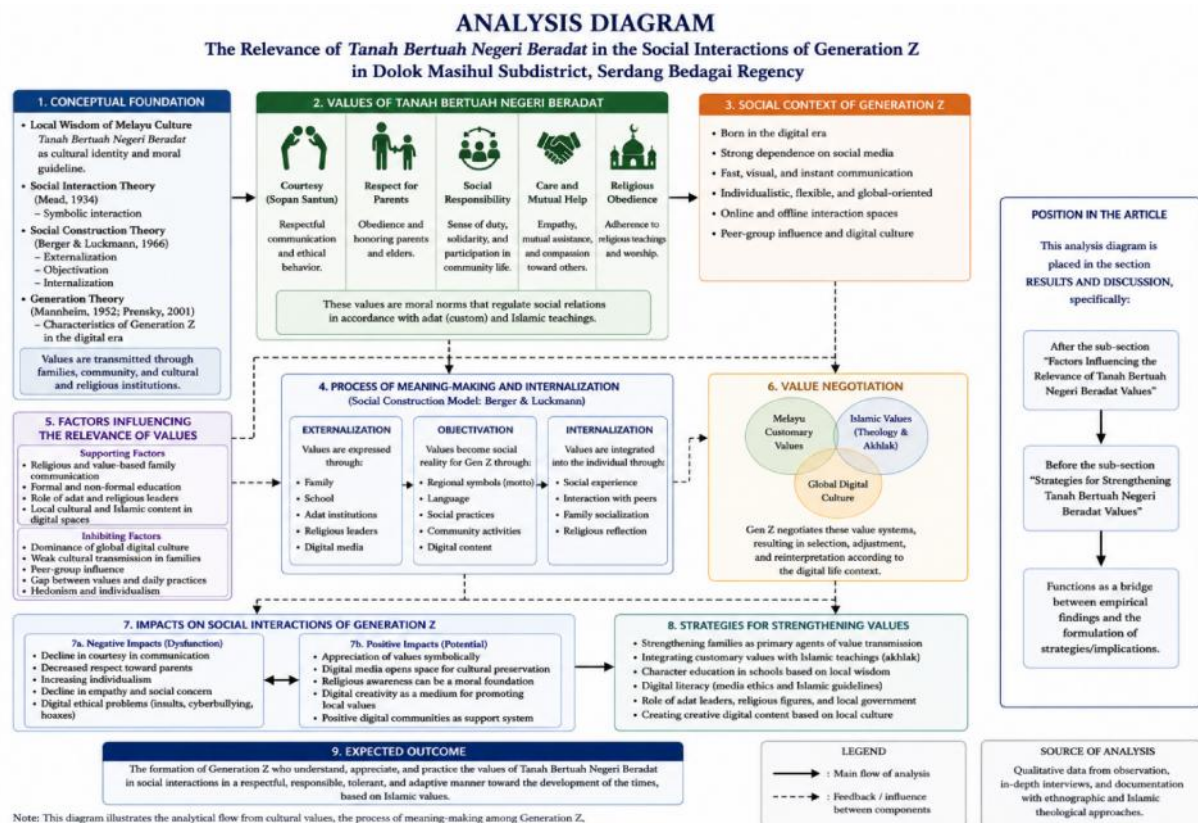 ANALYSIS DIAGRAM
The Relevance of Tanah Bertuah Negeri Beradat in the Social Interactions of Generation Z
in Dolok Masihul Subdistrict, Serdang Bedagai Regency
1. CONCEPTUAL FOUNDATION
• Local Wisdom of Melayu Culture
Tanah Bertuah Negeri Beradat
as cultural identity and moral
guideline.
• Social Interaction Theory
(Mead, 1934)
– Symbolic interaction
• Social Construction Theory
(Berger & Luckmann, 1966)
– Externalization
– Objectivation
– Internalization
• Generation Theory
(Mannheim, 1952; Prensky, 2001)
– Characteristics of Generation Z
in the digital era
Values are transmitted through
families, community, and cultural
and religious institutions.
2. VALUES OF TANAH BERTUAH NEGERI BERADAT
Courtesy
(Sopan Santun)
Respectful
communication
and ethical
behavior.
Respect for
Parents
Obedience and
honoring parents
and elders.
Social
Responsibility
Sense of duty,
solidarity, and
participation in
community life.
Care and
Mutual Help
Empathy,
mutual assistance,
and compassion
toward others.
Religious
Obedience
Adherence to
religious teachings
and worship.
These values are moral norms that regulate social relations
in accordance with adat (custom) and Islamic teachings.
3. SOCIAL CONTEXT OF GENERATION Z
• Born in the digital era
• Strong dependence on social media
• Fast, visual, and instant communication
• Individualistic, flexible, and global-oriented
• Online and offline interaction spaces
• Peer-group influence and digital culture
POSITION IN THE ARTICLE
This analysis diagram is
placed in the section
RESULTS AND DISCUSSION,
specifically:
After the sub-section
"Factors Influencing the
Relevance of Tanah Bertuah
Negeri Beradat Values"
Before the sub-section
"Strategies for Strengthening
Tanah Bertuah Negeri
Beradat Values"
Functions as a bridge
between empirical
findings and the
formulation of
strategies/implications.
4. PROCESS OF MEANING-MAKING AND INTERNALIZATION
(Social Construction Model: Berger & Luckmann)
EXTERNALIZATION
Values are expressed
through:
• Family
• School
• Adat institutions
• Religious leaders
• Digital media
OBJECTIVATION
Values become social
reality for Gen Z through:
• Regional symbols (motto)
• Language
• Social practices
• Community activities
• Digital content
INTERNALIZATION
Values are integrated
into the individual through:
• Social experience
• Interaction with peers
• Family socialization
• Religious reflection
5. FACTORS INFLUENCING
THE RELEVANCE OF VALUES
Supporting Factors
• Religious and value-based family
communication
• Formal and non-formal education
• Role of adat and religious leaders
• Local cultural and Islamic content in
digital spaces
Inhibiting Factors
• Dominance of global digital culture
• Weak cultural transmission in families
• Peer-group influence
• Gap between values and daily practices
• Hedonism and individualism
6. VALUE NEGOTIATION
Melayu
Customary
Values
Islamic Values
(Theology &
Akhlak)
Global Digital
Culture
Gen Z negotiates these value systems,
resulting in selection, adjustment,
and reinterpretation according to
the digital life context.
7. IMPACTS ON SOCIAL INTERACTIONS OF GENERATION Z
7a. Negative Impacts (Dysfunction)
• Decline in courtesy in communication
• Decreased respect toward parents
• Increasing individualism
• Decline in empathy and social concern
• Digital ethical problems (insults, cyberbullying,
hoaxes)
7b. Positive Impacts (Potential)
• Appreciation of values symbolically
• Digital media opens space for cultural preservation
• Religious awareness can be a moral foundation
• Digital creativity as a medium for promoting
local values
• Positive digital communities as support system
8. STRATEGIES FOR STRENGTHENING VALUES
• Strengthening families as primary agents of value transmission
• Integrating customary values with Islamic teachings (akhlak)
• Character education in schools based on local wisdom
• Digital literacy (media ethics and Islamic guidelines)
• Role of adat leaders, religious figures, and local government
• Creating creative digital content based on local culture
9. EXPECTED OUTCOME
The formation of Generation Z who understand, appreciate, and practice the values of Tanah Bertuah Negeri Beradat
in social interactions in a respectful, responsible, tolerant, and adaptive manner toward the development of the times,
based on Islamic values.
LEGEND
: Main flow of analysis
: Feedback / influence
between components
SOURCE OF ANALYSIS
Qualitative data from observation,
in-depth interviews, and documentation
with ethnographic and Islamic
theological approaches.
Note: This diagram illustrates the analytical flow from cultural values, the process of meaning-making among Generation Z,